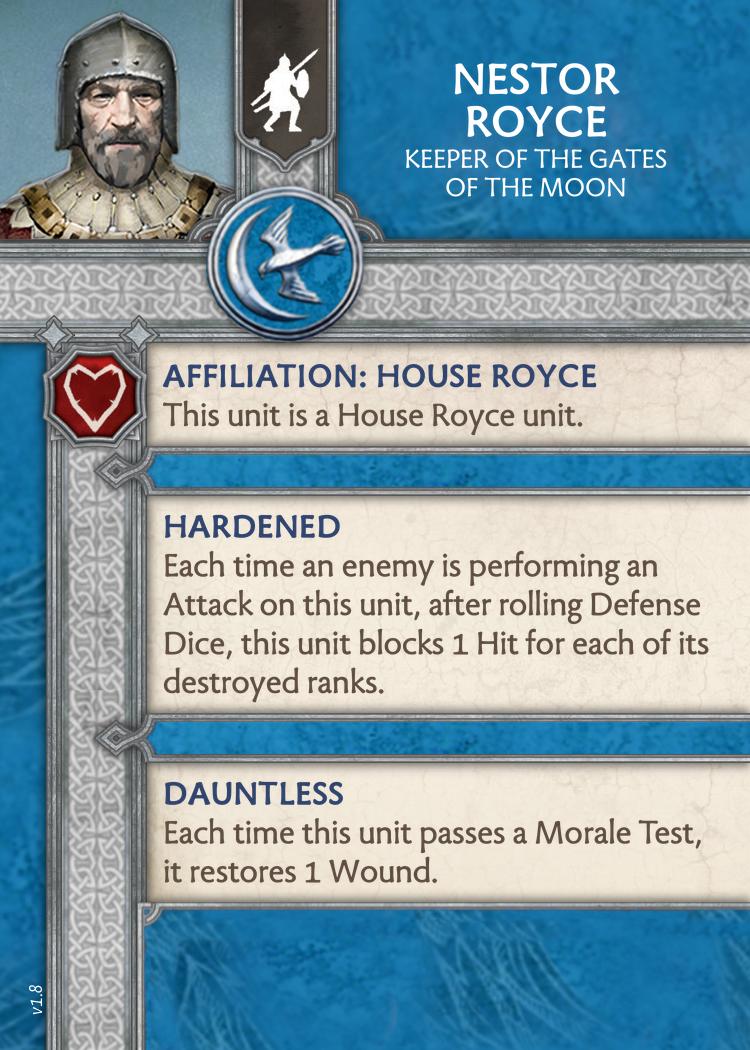 NESTOR
ROYCE
KEEPER OF THE GATES
OF THE MOON
AFFILIATION: HOUSE ROYCE
This unit is a House Royce unit.
HARDENED
Each time an enemy is performing an
Attack on this unit, after rolling Defense
Dice, this unit blocks 1 Hit for each of its
destroyed ranks.
DAUNTLESS
Each time this unit passes a Morale Test,
it restores 1 Wound.
v1.8